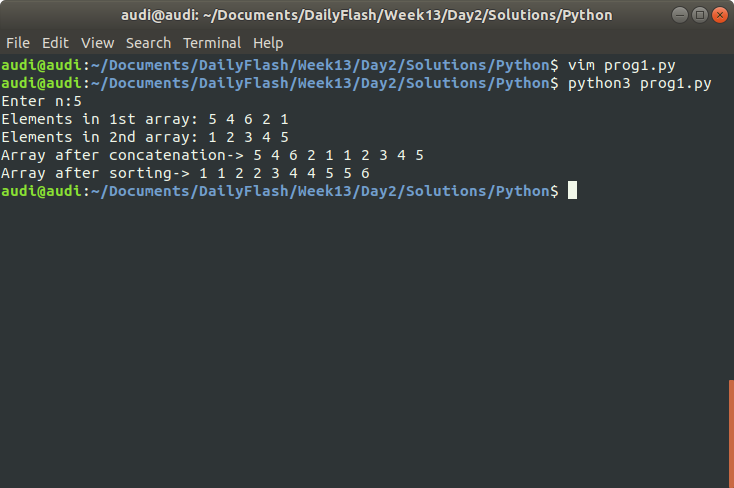 audi@audi: ~/Documents/DailyFlash/Week13/Day2/Solutions/Python
File Edit View Search Terminal Help
audi@audi:~/Documents/DailyFlash/Week13/Day2/Solutions/Python$ vim prog1.py
audi@audi:~/Documents/DailyFlash/Week13/Day2/Solutions/Python$ python3 prog1.py
Enter n:5
Elements in 1st array: 5 4 6 2 1
Elements in 2nd array: 1 2 3 4 5
Array after concatenation-> 5 4 6 2 1 1 2 3 4 5
Array after sorting-> 1 1 2 2 3 4 4 5 5 6
audi@audi:~/Documents/DailyFlash/Week13/Day2/Solutions/Python$